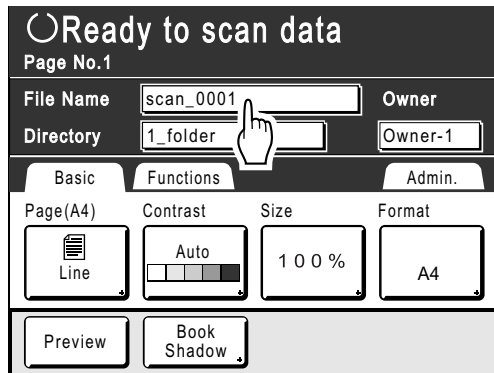 Ready to scan data
Page No.1
File Name scan_0001 Owner
Directory 1_folder Owner-1
Basic Functions Admin.
Page(A4) Contrast Size Format
Line Auto 100% A4
Preview Book Shadow